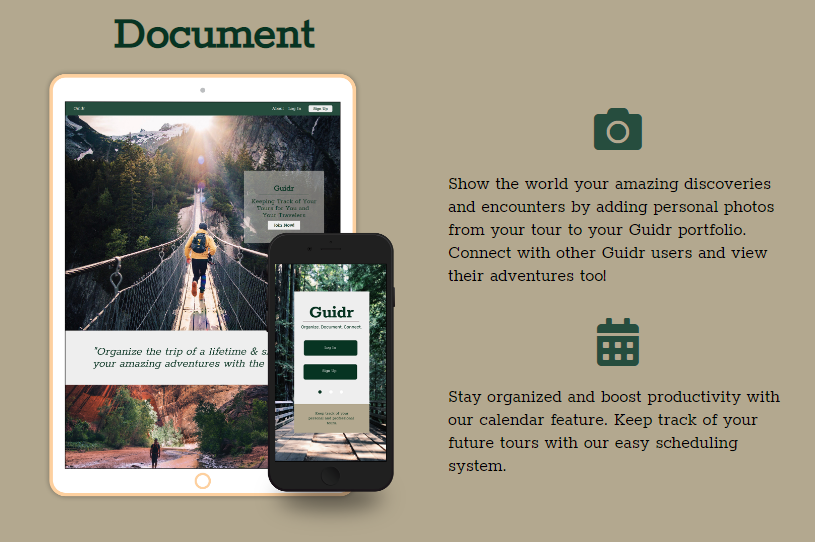 Document
Guidr
About
Log In
Sign Up
Guidr
Keeping Track of Your
Tours for You and
Your Travelers
Join Now!
"Organize the trip of a lifetime &
your amazing adventures with the
Guidr
Organize. Document. Connect.
Log In
Sign Up
Keep track of your
personal and professional
tours
Show the world your amazing discoveries
and encounters by adding personal photos
from your tour to your Guidr portfolio.
Connect with other Guidr users and view
their adventures too!
Stay organized and boost productivity with
our calendar feature. Keep track of your
future tours with our easy scheduling
system.